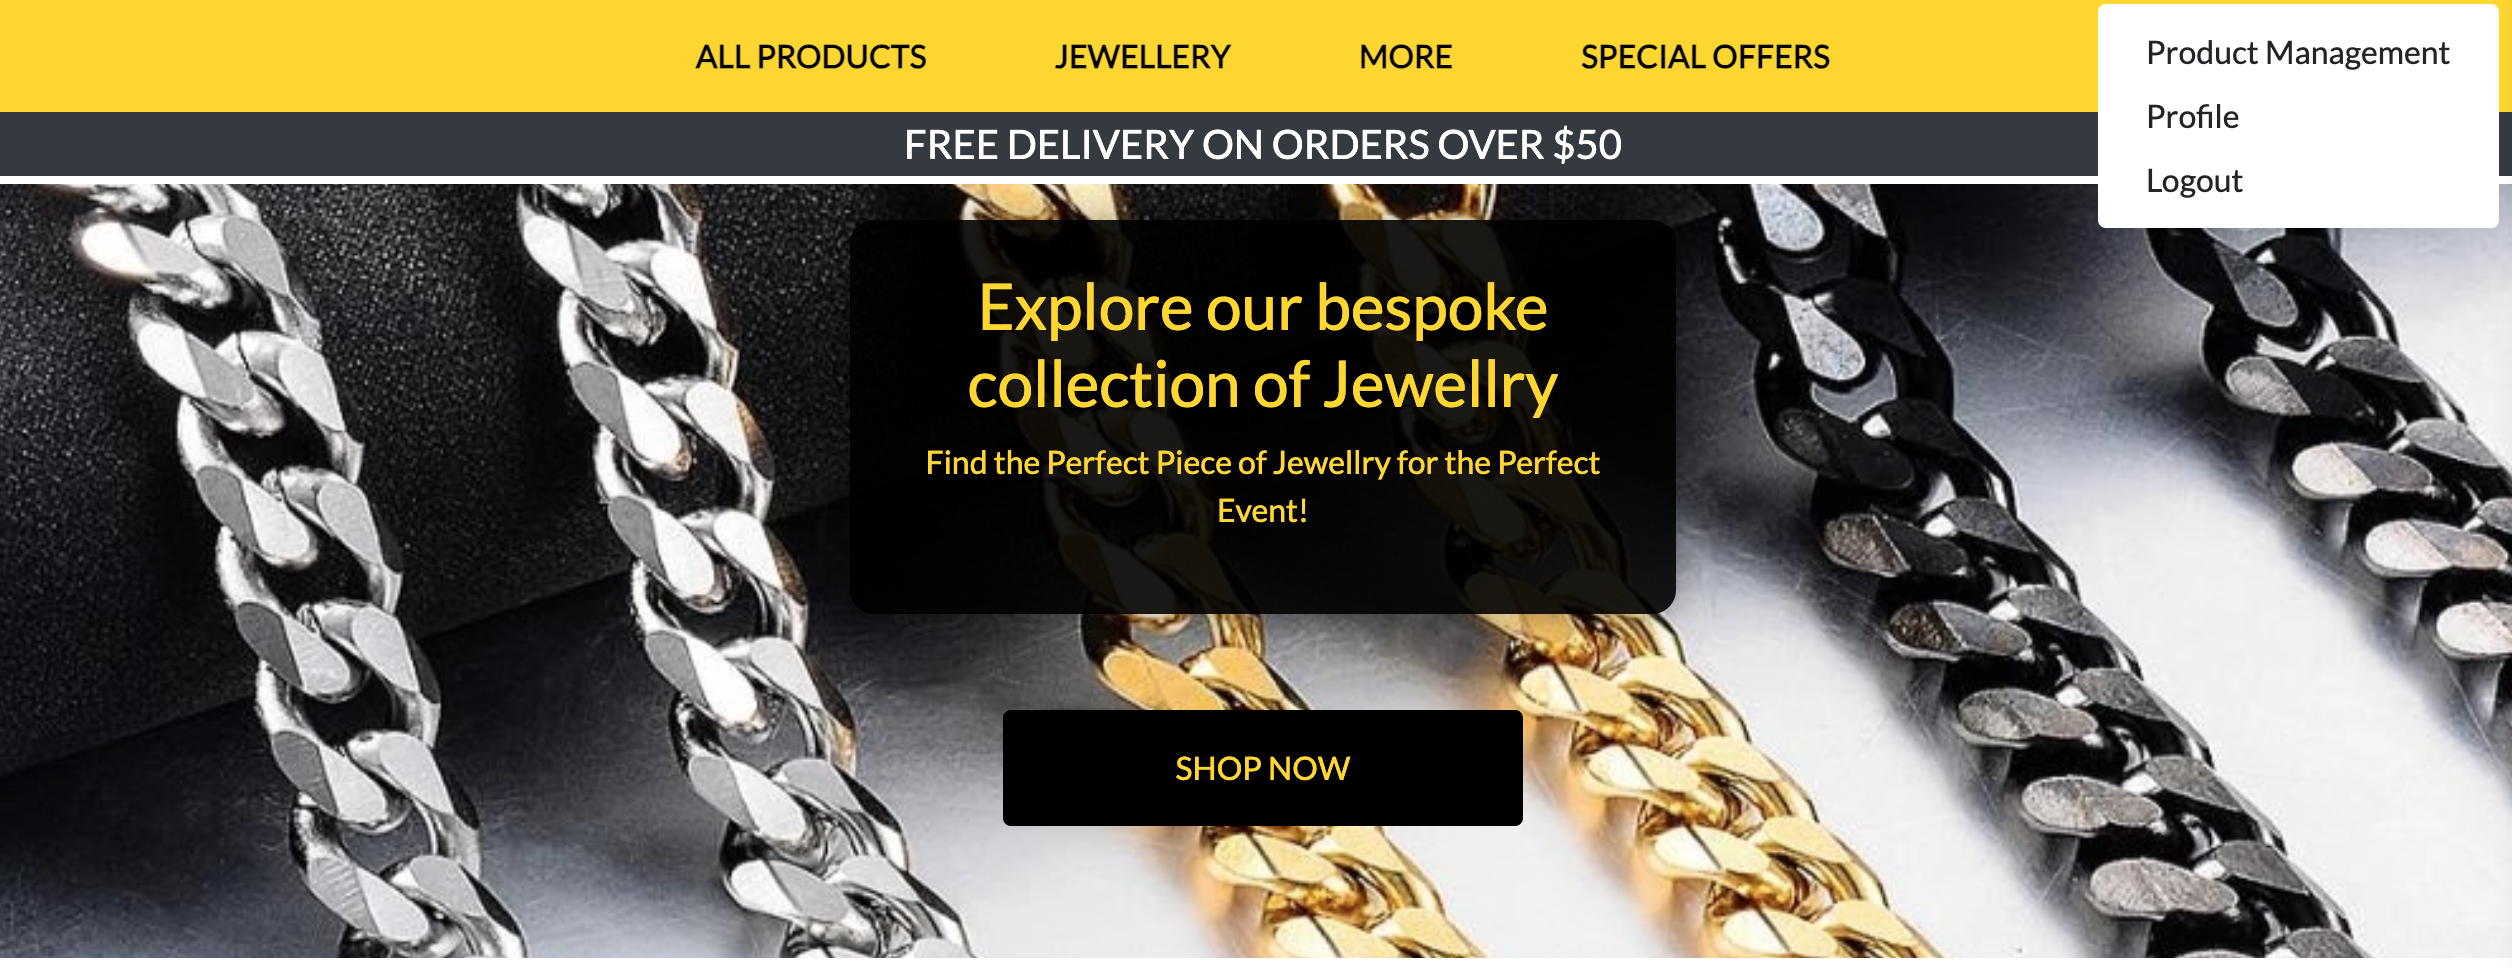 ALL PRODUCTS
JEWELLERY
MORE
SPECIAL OFFERS
Product Management
Profile
Logout
FREE DELIVERY ON ORDERS OVER $50
Explore our bespoke
collection of Jewellry
Find the Perfect Piece of Jewellry for the Perfect
Event!
SHOP NOW